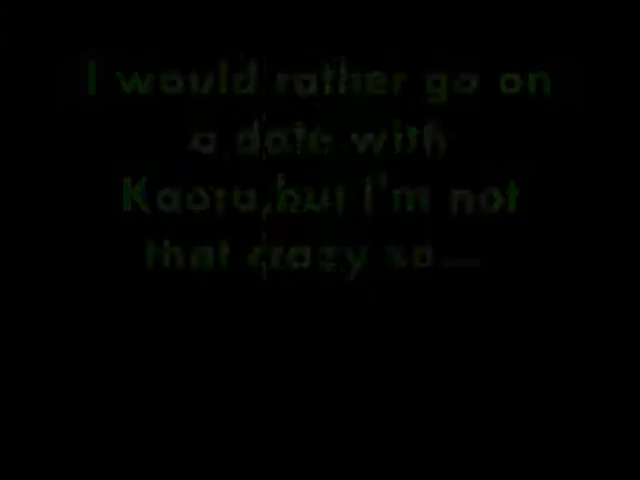 I would rather go on
a date with
Kaoru,but I'm not
that crazy so—